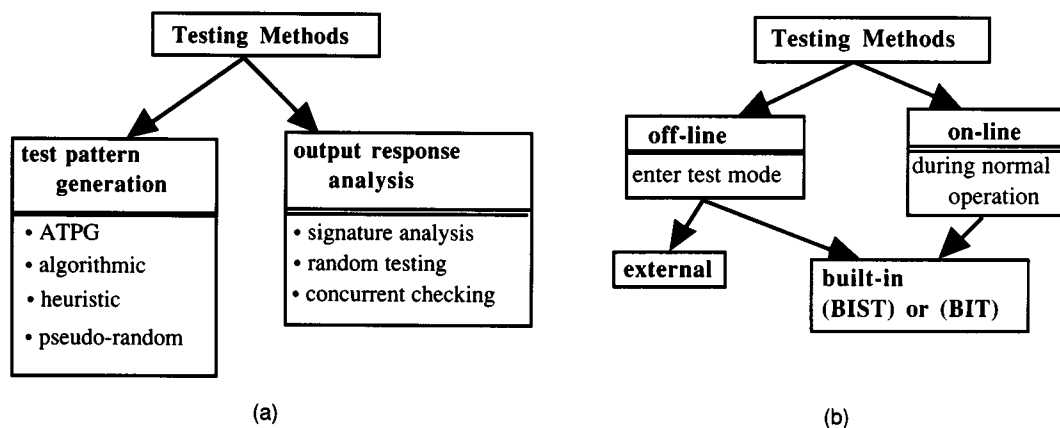 Testing Methods
test pattern
generation
• ATPG
• algorithmic
• heuristic
• pseudo-random
output response
analysis
• signature analysis
• random testing
• concurrent checking
(a)
Testing Methods
off-line
enter test mode
on-line
during normal
operation
external
built-in
(BIST) or (BIT)
(b)